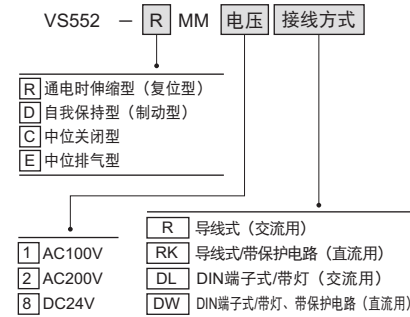 VS552 － R MM 电压 接线方式
R 通电时伸缩型（复位型）
D 自我保持型（制动型）
C 中位关闭型
E 中位排气型
1 AC100V
2 AC200V
8 DC24V
R 导线式（交流用）
RK 导线式/带保护电路（直流用）
DL DIN端子式/带灯（交流用）
DW DIN端子式/带灯、带保护电路（直流用）